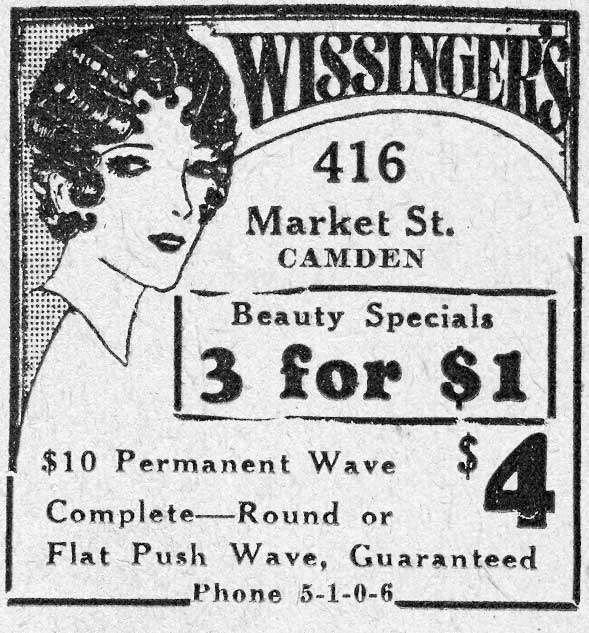 WISSINGER'S
416
Market St.
CAMDEN
Beauty Specials
3 for $1
$10 Permanent Wave $4
Complete—Round or
Flat Push Wave, Guaranteed
Phone 5-1-0-6